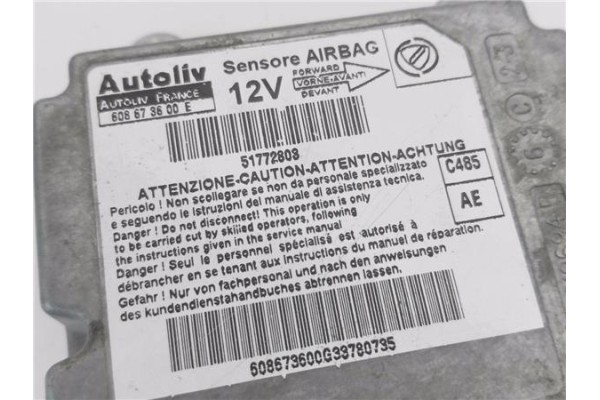 Autoliv
AUTOLIV FRANCE
608 67 36 00 E
Sensore AIRBAG
12V
FORWARD
VORNE-AVANTI
DEVANT
51772803
ATTENZIONE-CAUTION-ATTENTION-ACHTUNG
Pericolo ! Non scollegare se non da personale specializzato
e seguendo le istruzioni del manuale di assistenza tecnica.
Danger ! Do not disconnect! This operation is only
to be carried cut by skilled operators, following
the instructions given in the service manual
Danger ! Seul le personnel spécialisé est autorisé à
débrancher en se tenant aux instructions du manuel de réparation.
Gefahr ! Nur von fachpersonal und nach den anweisungen
des kundendienstahandbuches abtrennen lassen.
C485
AE
608673600G33780735